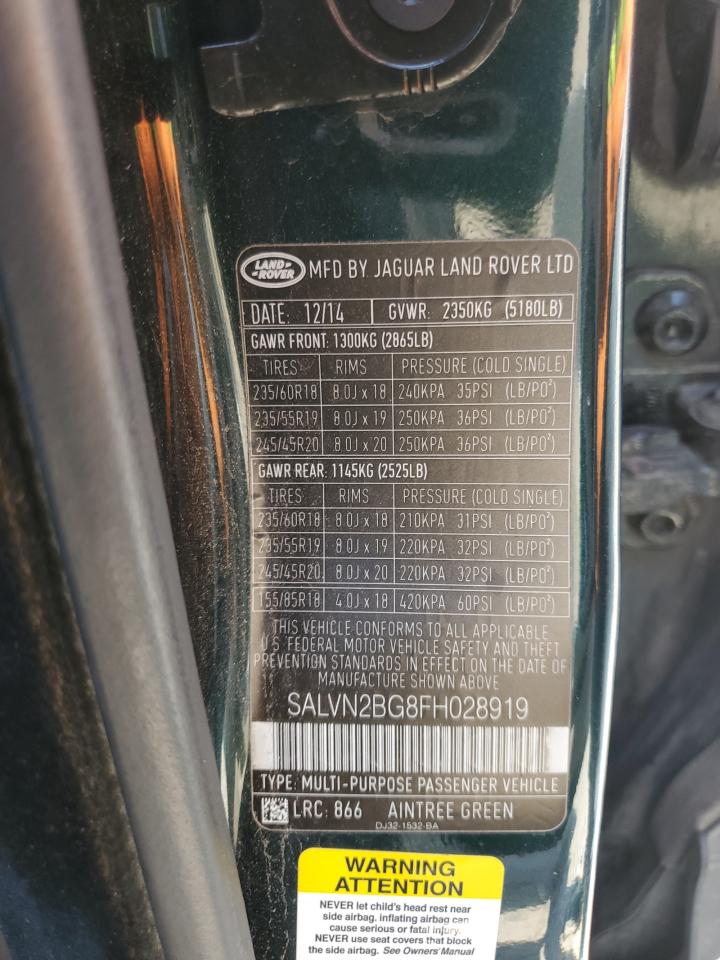 LAND-ROVER MFD BY JAGUAR LAND ROVER LTD
DATE: 12/14 GVWR: 2350KG (5180LB)
GAWR FRONT: 1300KG (2865LB)
TIRES RIMS PRESSURE (COLD SINGLE)
235/60R18 8.0J x 18 240KPA 35PSI (LB/PO²)
235/55R19 8.0J x 19 250KPA 36PSI (LB/PO²)
245/45R20 8.0J x 20 250KPA 36PSI (LB/PO²)
GAWR REAR: 1145KG (2525LB)
TIRES RIMS PRESSURE (COLD SINGLE)
235/60R18 8.0J x 18 210KPA 31PSI (LB/PO²)
235/55R19 8.0J x 19 220KPA 32PSI (LB/PO²)
245/45R20 8.0J x 20 220KPA 32PSI (LB/PO²)
155/85R18 4.0J x 18 420KPA 60PSI (LB/PO²)
THIS VEHICLE CONFORMS TO ALL APPLICABLE
U.S FEDERAL MOTOR VEHICLE SAFETY AND THEFT
PREVENTION STANDARDS IN EFFECT ON THE DATE OF
MANUFACTURE SHOWN ABOVE
SALVN2BG8FH028919
TYPE: MULTI-PURPOSE PASSENGER VEHICLE
LRC: 866 AINTREE GREEN
DJ32-1532-BA
WARNING
ATTENTION
NEVER let child's head rest near
side airbag, inflating airbag can
cause serious or fatal injury.
NEVER use seat covers that block
the side airbag. See Owners' Manual